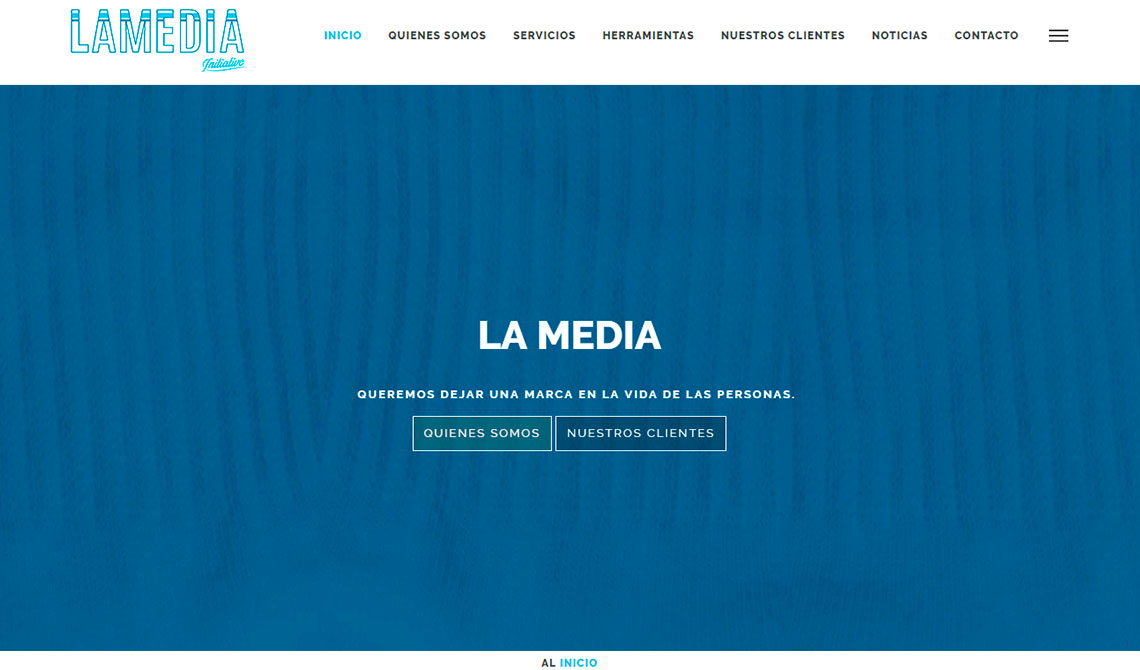 LAMEDIA
Initiative
INICIO QUIENES SOMOS SERVICIOS HERRAMIENTAS NUESTROS CLIENTES NOTICIAS CONTACTO
LA MEDIA
QUEREMOS DEJAR UNA MARCA EN LA VIDA DE LAS PERSONAS.
QUIENES SOMOS NUESTROS CLIENTES
AL INICIO